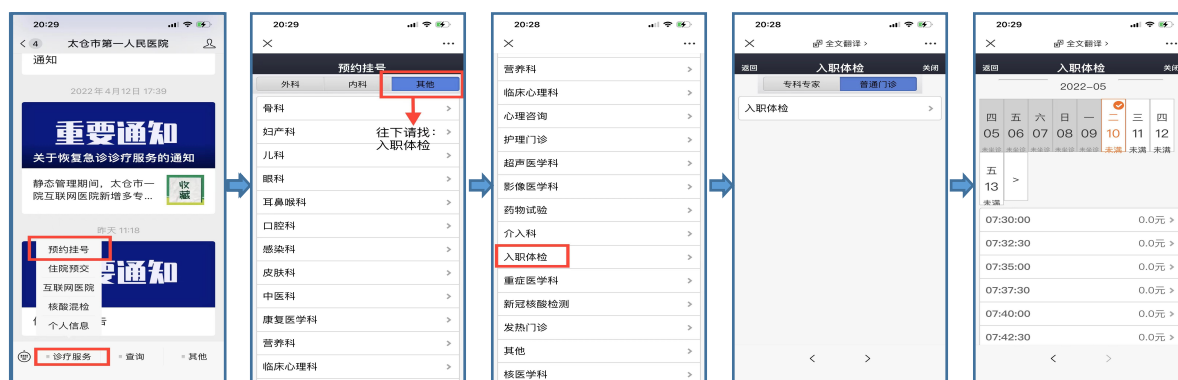 20:29
4 太仓市第一人民医院
通知
2022年4月12日 17:39
重要通知
关于恢复急诊诊疗服务的通知
静态管理期间，太仓市一
院互联网医院新增多专...
收藏
昨天 11:18
预约挂号
住院预交
互联网医院
核酸混检
个人信息
要通知
告
诊疗服务
查询
其他
20:29
预约挂号
外科 内科 其他
骨科
妇产科
往下请找：
入职体检
儿科
眼科
耳鼻喉科
口腔科
感染科
皮肤科
中医科
康复医学科
营养科
临床心理科
20:28
营养科
临床心理科
心理咨询
护理门诊
超声医学科
影像医学科
药物试验
介入科
入职体检
重症医学科
新冠核酸检测
发热门诊
其他
核医学科
20:28
全文翻译
返回 入职体检 关闭
专科专家 普通门诊
入职体检
20:29
全文翻译
返回 入职体检 关闭
2022-05
四 五 六 日 一 二 三 四
05 06 07 08 09 10 11 12
未满 未满 未满
五
13
未满
07:30:00 0.0元
07:32:30 0.0元
07:35:00 0.0元
07:37:30 0.0元
07:40:00 0.0元
07:42:30 0.0元